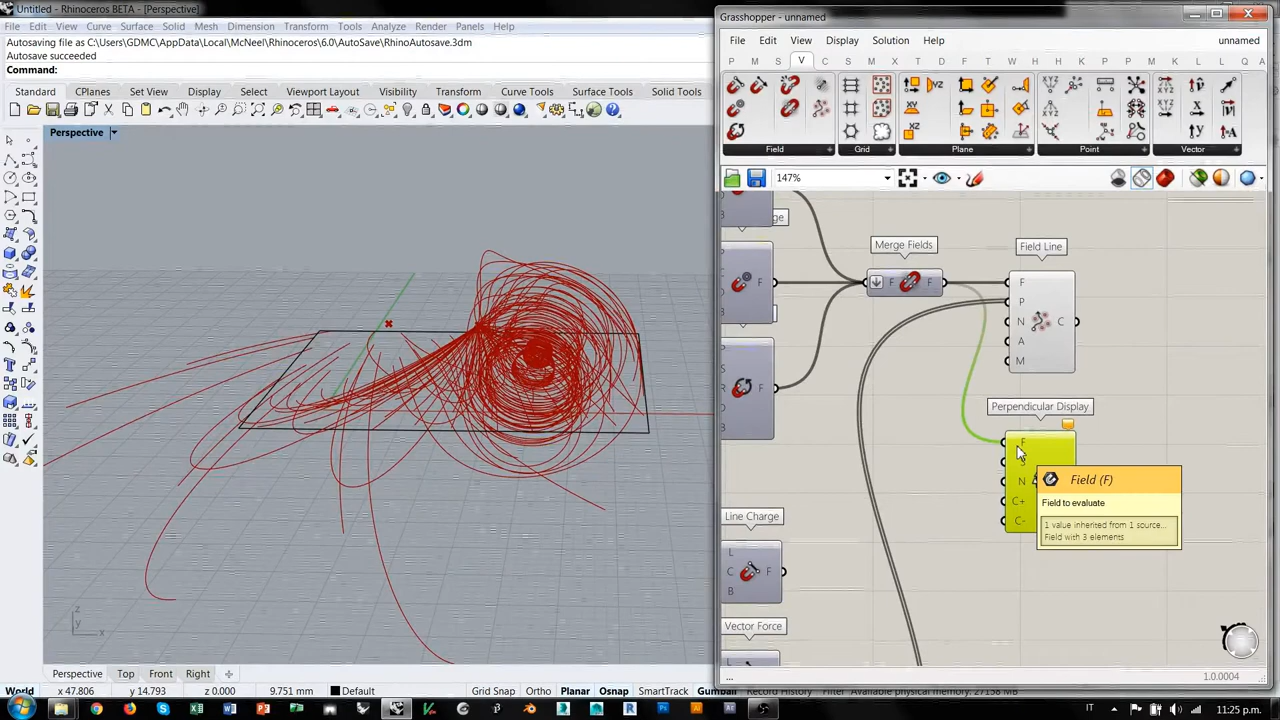 Untitled - Rhinoceros BETA - [Perspective]
File Edit View Curve Surface Solid Mesh Dimension Transform Tools Analyze Render Panels Help
Autosaving file as C:\Users\GDMC\AppData\Local\McNeel\Rhinoceros\6.0\AutoSave\RhinoAutosave.3dm
Autosave succeeded
Command:
Standard CPlanes Set View Display Select Viewport Layout Visibility Transform Curve Tools Surface Tools Solid Tools
Perspective
z
y
x
Perspective Top Front Right
Grid Snap Ortho Planar Osnap SmartTrack Gumball Record History Filter Available physical memory: 27158 MB
World x 47.806 y 14.793 z 0.000 9.751 mm Default
Grasshopper - unnamed
File Edit View Display Solution Help unnamed
P M S V C S M X T D W A E H K L L S T
Field Grid Plane Point Vector
147%
Merge Fields
F F
Field Line
F
P
N C
A
M
Perpendicular Display
F
S
N
C+
C-
Field (F)
Field to evaluate
1 value inherited from 1 source...
Field with 3 elements
Line Charge
L
C F
B
Vector Force
L
...
1.0.0004
IT 11:25 p.m.